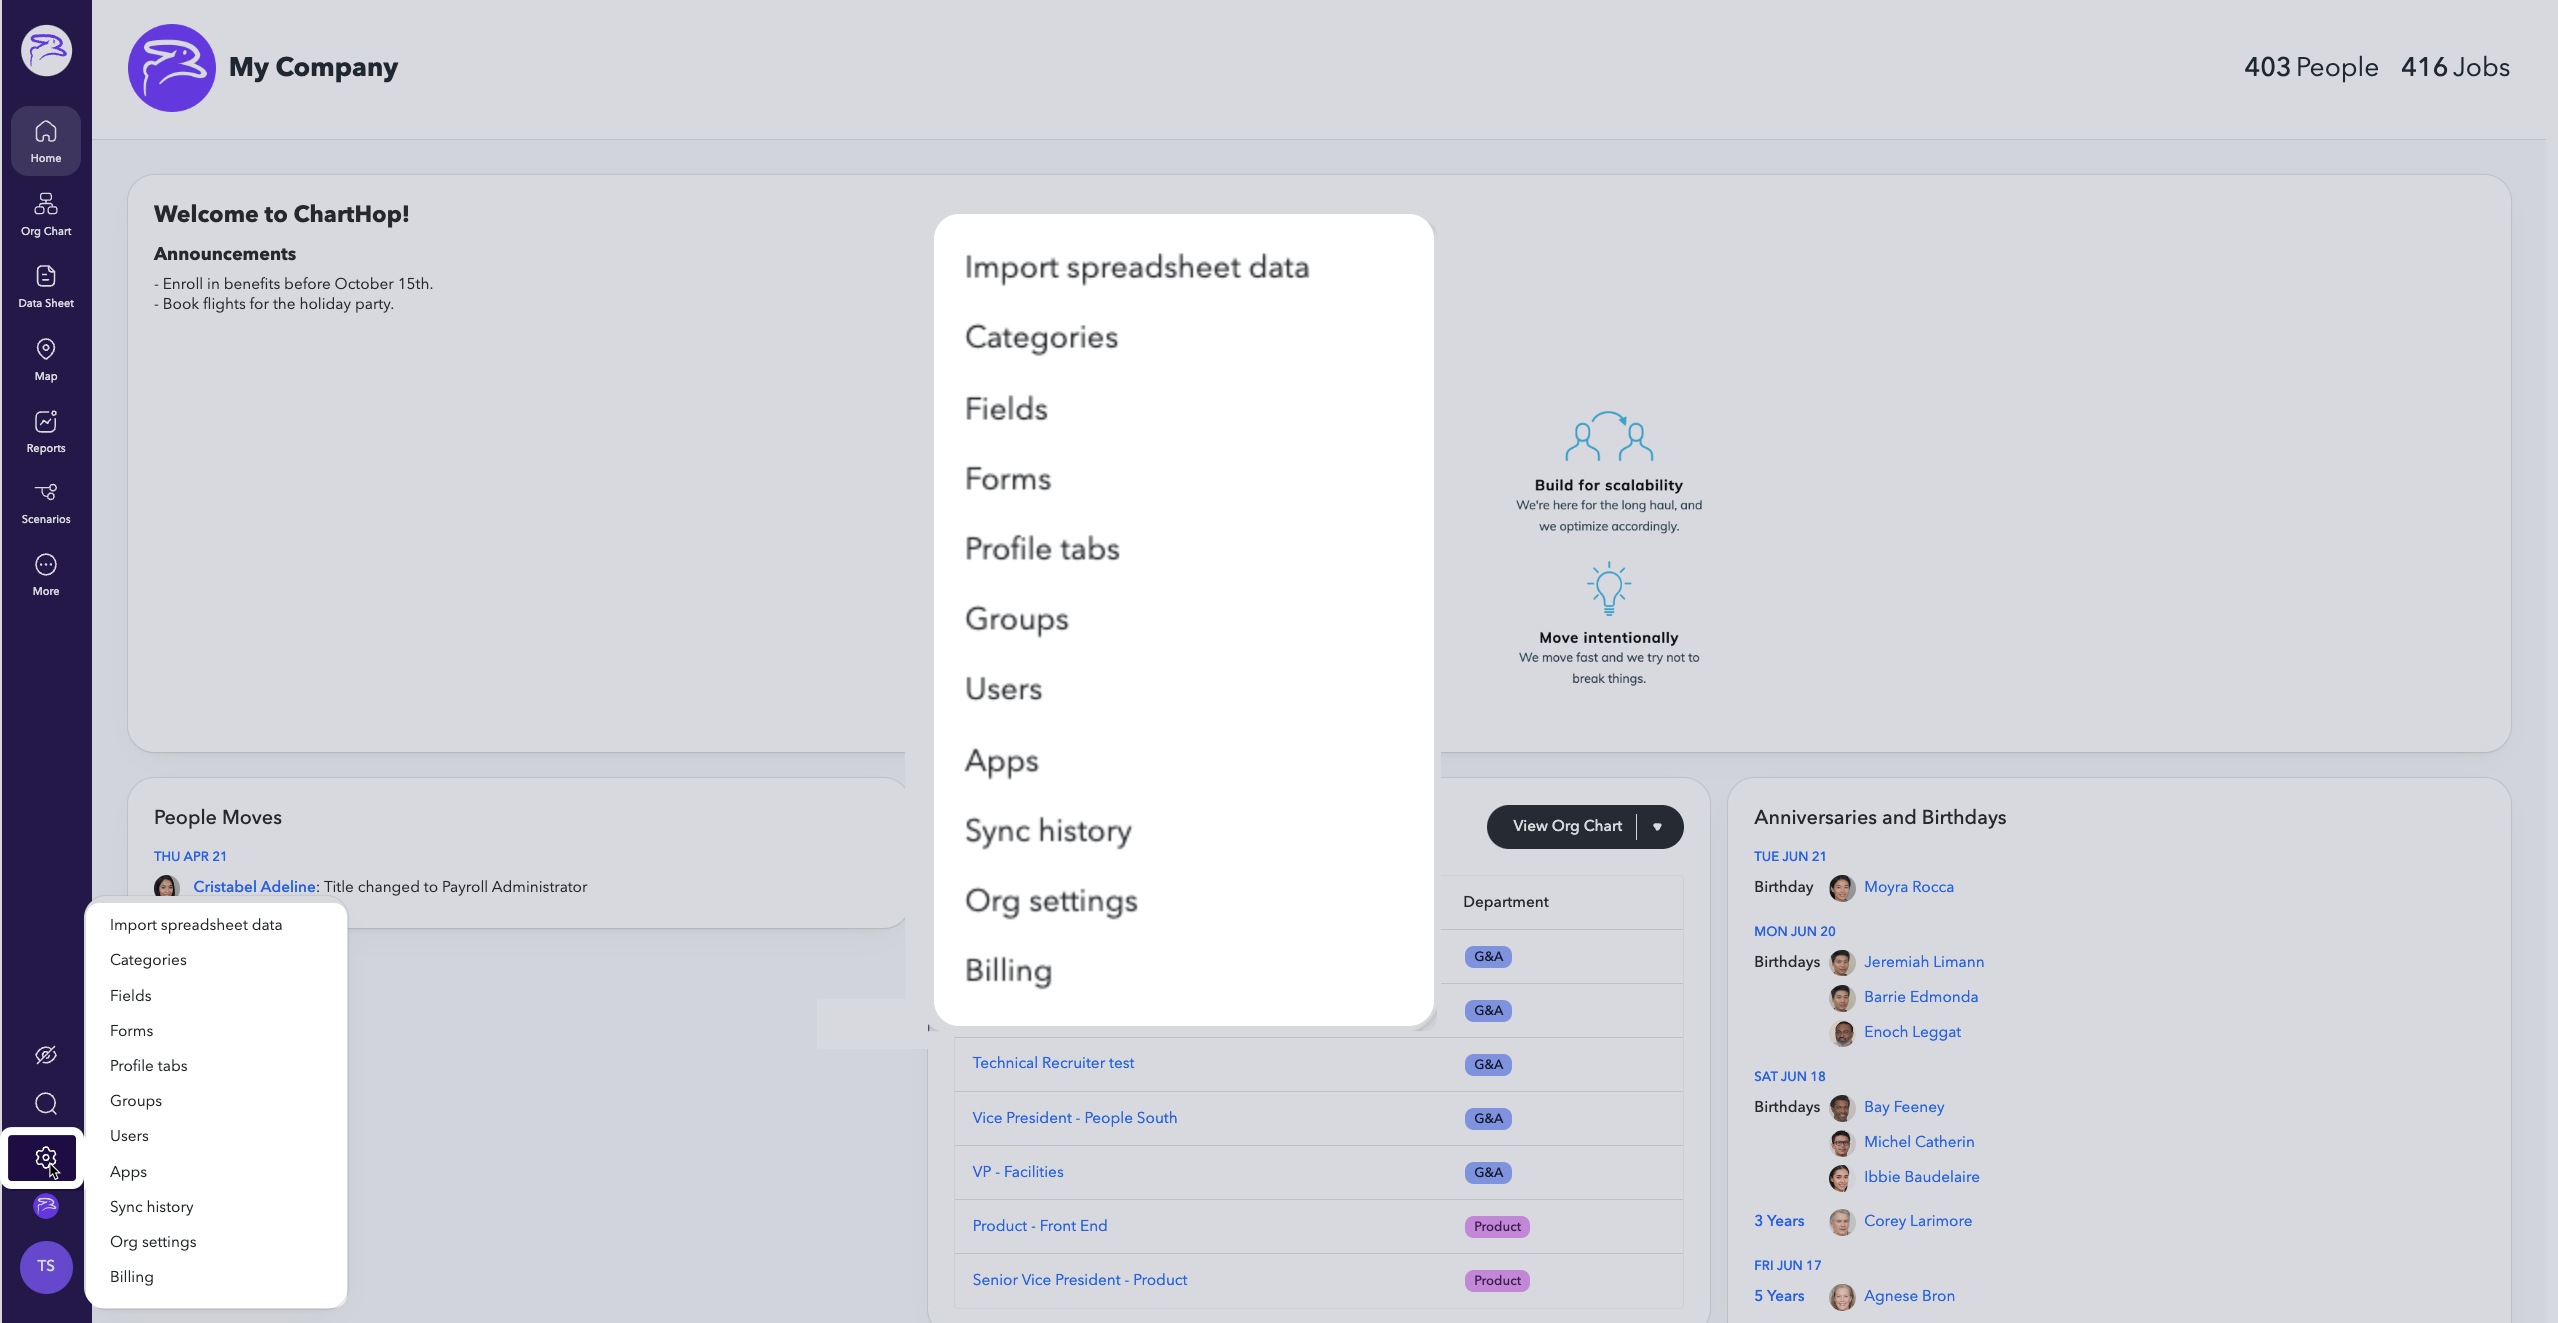 My Company
403 People 416 Jobs
Home
Org Chart
Data Sheet
Map
Reports
Scenarios
More
TS
Welcome to ChartHop!
Announcements
- Enroll in benefits before October 15th.
- Book flights for the holiday party.
Import spreadsheet data
Categories
Fields
Forms
Profile tabs
Groups
Users
Apps
Sync history
Org settings
Billing
Build for scalability
We're here for the long haul, and
we optimize accordingly.
Move intentionally
We move fast and we try not to
break things.
People Moves
THU APR 21
Cristabel Adeline: Title changed to Payroll Administrator
Import spreadsheet data
Categories
Fields
Forms
Profile tabs
Groups
Users
Apps
Sync history
Org settings
Billing
View Org Chart
Department
G&A
G&A
Technical Recruiter test G&A
Vice President - People South G&A
VP - Facilities G&A
Product - Front End Product
Senior Vice President - Product Product
Anniversaries and Birthdays
TUE JUN 21
Birthday Moyra Rocca
MON JUN 20
Birthdays Jeremiah Limann
Barrie Edmonda
Enoch Leggat
SAT JUN 18
Birthdays Bay Feeney
Michel Catherin
Ibbie Baudelaire
3 Years Corey Larimore
FRI JUN 17
5 Years Agnese Bron